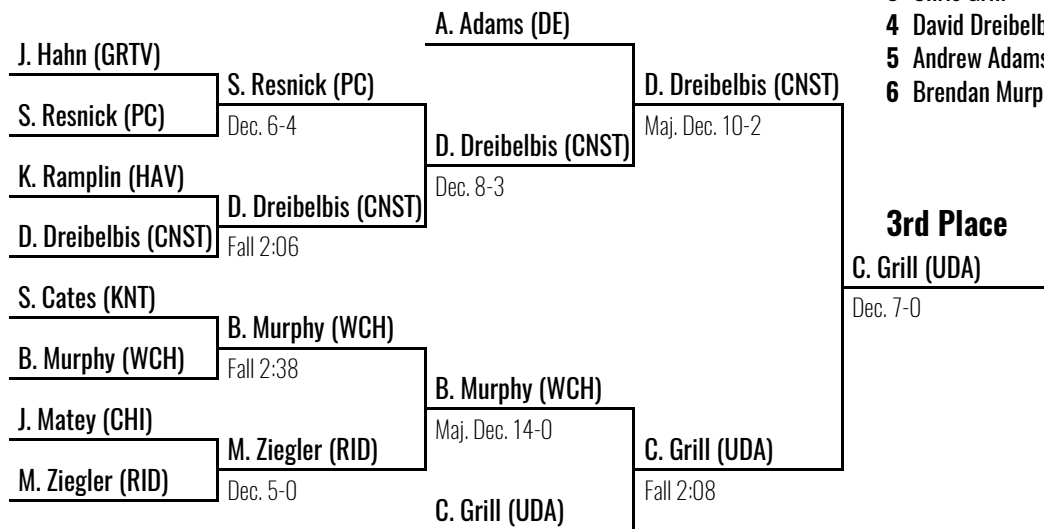 4 David
5 Andrew
6 Brendan
A. Adams (DE)
J. Hahn (GRTV)
S. Resnick (PC)
S. Resnick (PC)
Dec. 6-4
K. Ramplin (HAV)
D. Dreibelbis (CNST)
D. Dreibelbis (CNST)
Fall 2:06
D. Dreibelbis (CNST)
Dec. 8-3
D. Dreibelbis (CNST)
Maj. Dec. 10-2
S. Cates (KNT)
B. Murphy (WCH)
B. Murphy (WCH)
Fall 2:38
J. Matey (CHI)
M. Ziegler (RID)
M. Ziegler (RID)
Dec. 5-0
B. Murphy (WCH)
Maj. Dec. 14-0
C. Grill (UDA)
C. Grill (UDA)
Fall 2:08
3rd Place
C. Grill (UDA)
Dec. 7-0